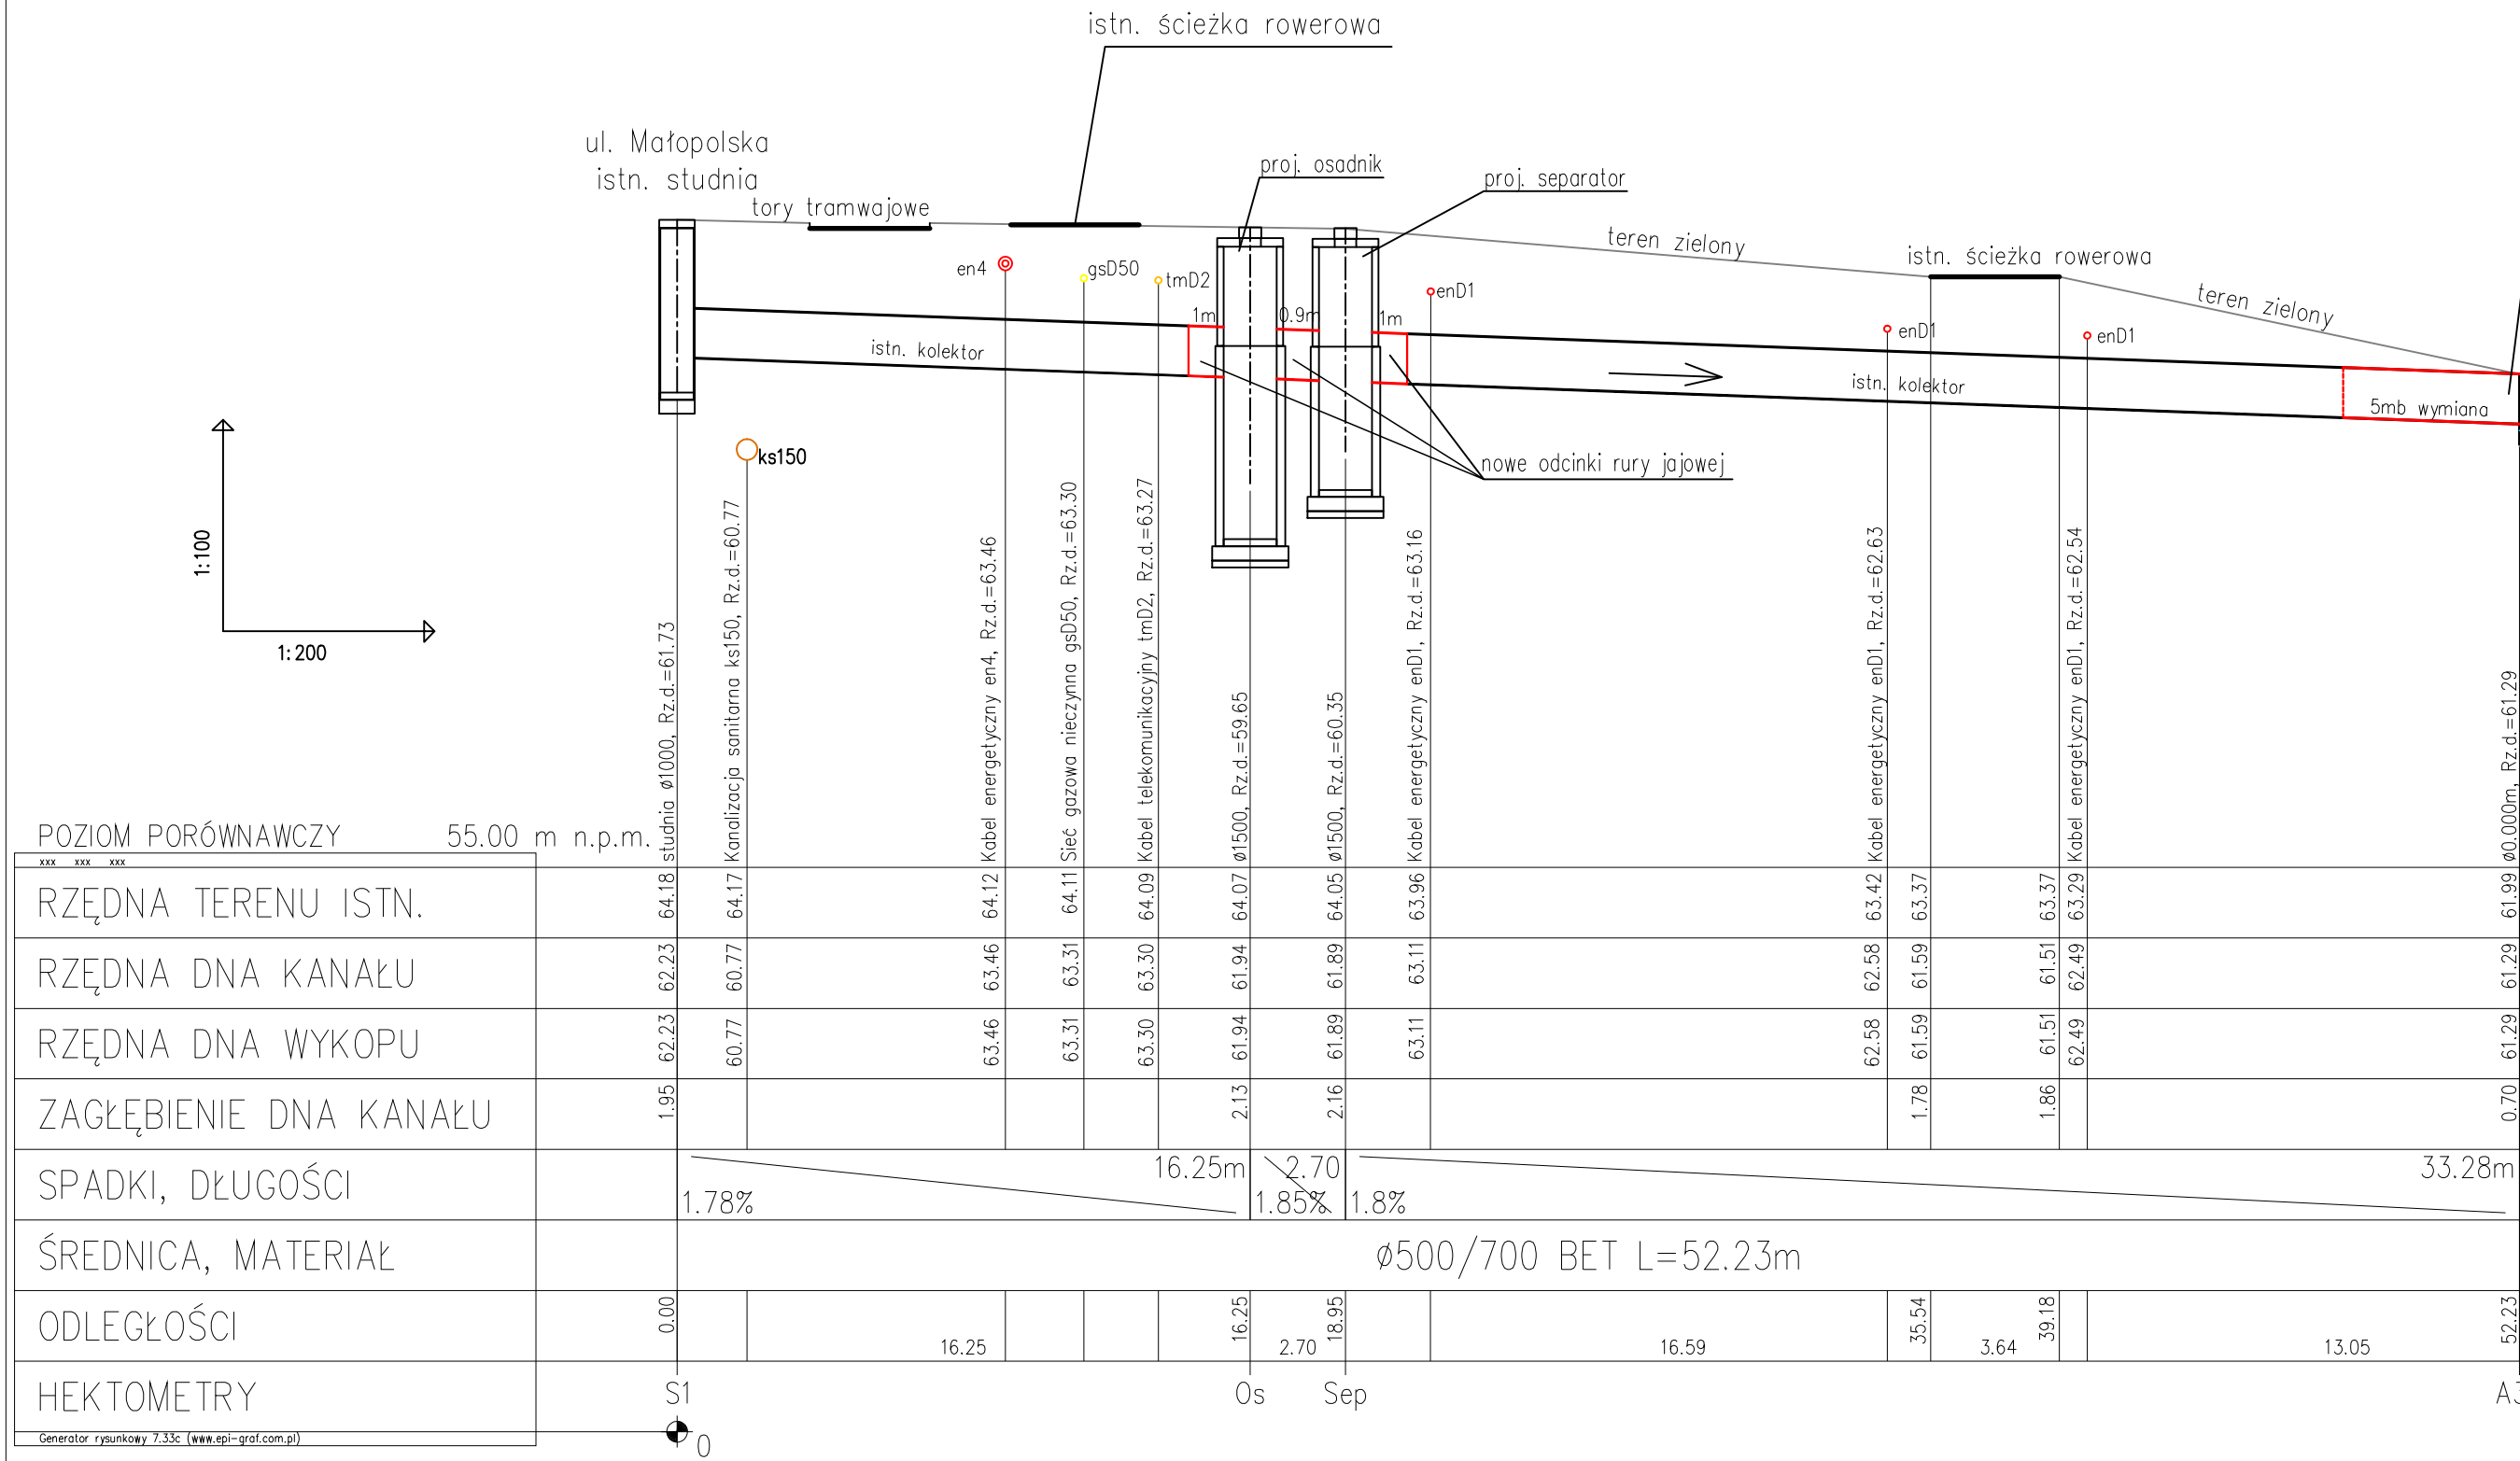 istn. ścieżka rowerowa
ul. Małopolska
istn. studnia
tory tramwajowe
proj. osadnik
proj. separator
teren zielony
istn. ścieżka rowerowa
teren zielony
en4
gsD50
tmD2
enD1
enD1
enD1
1m
0.9m
1m
istn. kolektor
istn. kolektor
5mb wymiana
ks150
nowe odcinki rury jajowej
1:100
1:200
studnia ø1000, Rz.d.=61.73
Kanalizacja sanitarna ks150, Rz.d.=60.77
Kabel energetyczny en4, Rz.d.=63.46
Sieć gazowa nieczynna gsD50, Rz.d.=63.30
Kabel telekomunikacyjny tmD2, Rz.d.=63.27
ø1500, Rz.d.=59.65
ø1500, Rz.d.=60.35
Kabel energetyczny enD1, Rz.d.=63.16
Kabel energetyczny enD1, Rz.d.=62.63
Kabel energetyczny enD1, Rz.d.=62.54
ø0.000m, Rz.d.=61.29
POZIOM PORÓWNAWCZY 55.00 m n.p.m.
xxx xxx xxx
RZĘDNA TERENU ISTN. 64.18 64.17 64.12 64.11 64.09 64.07 64.05 63.96 63.42 63.37 63.37 63.29 61.99
RZĘDNA DNA KANAŁU 62.23 60.77 63.46 63.31 63.30 61.94 61.89 63.11 62.58 61.59 61.51 62.49 61.29
RZĘDNA DNA WYKOPU 62.23 60.77 63.46 63.31 63.30 61.94 61.89 63.11 62.58 61.59 61.51 62.49 61.29
ZAGŁĘBIENIE DNA KANAŁU 1.95 2.13 2.16 1.78 1.86 0.70
SPADKI, DŁUGOŚCI 1.78% 16.25m 1.85% 2.70 1.8% 33.28m
ŚREDNICA, MATERIAŁ ø500/700 BET L=52.23m
ODLEGŁOŚCI 0.00 16.25 16.25 2.70 18.95 16.59 35.54 3.64 39.18 13.05 52.23
HEKTOMETRY S1 Os Sep
Generator rysunkowy 7.33c (www.epi-graf.com.pl)
0